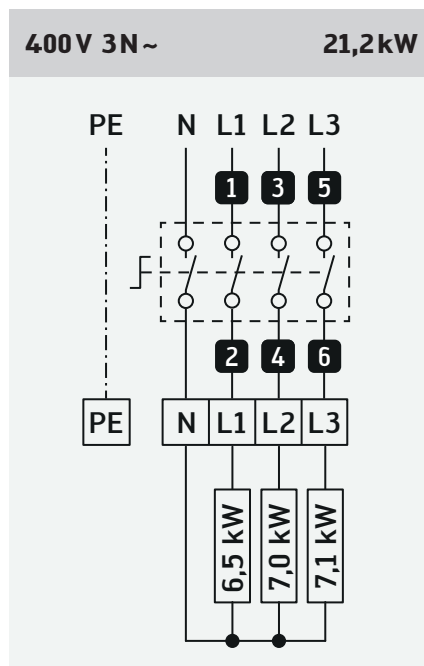 400V 3N~ 21,2kW
PE N L1 L2 L3
1 3 5
2 4 6
PE N L1 L2 L3
6,5 kW 7,0 kW 7,1 kW